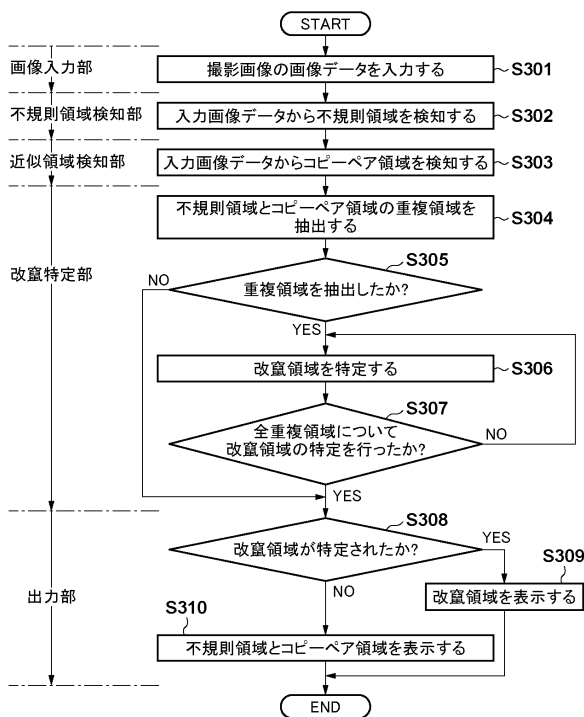 START
画像入力部
撮影画像の画像データを入力する
S301
不規則領域検知部
入力画像データから不規則領域を検知する
S302
近似領域検知部
入力画像データからコピーペア領域を検知する
S303
不規則領域とコピーペア領域の重複領域を
抽出する
S304
改竄特定部
S305
NO
重複領域を抽出したか?
YES
改竄領域を特定する
S306
S307
全重複領域について
改竄領域の特定を行ったか?
NO
YES
S308
改竄領域が特定されたか?
YES
S309
出力部
改竄領域を表示する
NO
S310
不規則領域とコピーペア領域を表示する
END